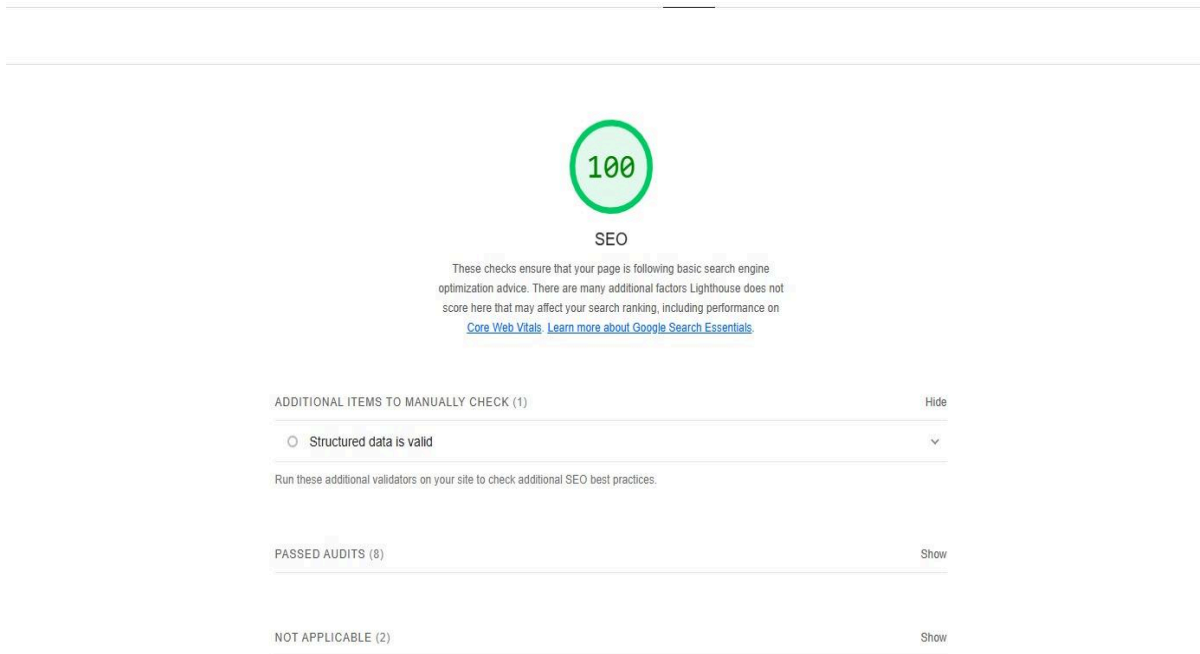 100
SEO
These checks ensure that your page is following basic search engine
optimization advice. There are many additional factors Lighthouse does not
score here that may affect your search ranking, including performance on
Core Web Vitals. Learn more about Google Search Essentials.
ADDITIONAL ITEMS TO MANUALLY CHECK (1) Hide
Structured data is valid
Run these additional validators on your site to check additional SEO best practices.
PASSED AUDITS (8) Show
NOT APPLICABLE (2) Show